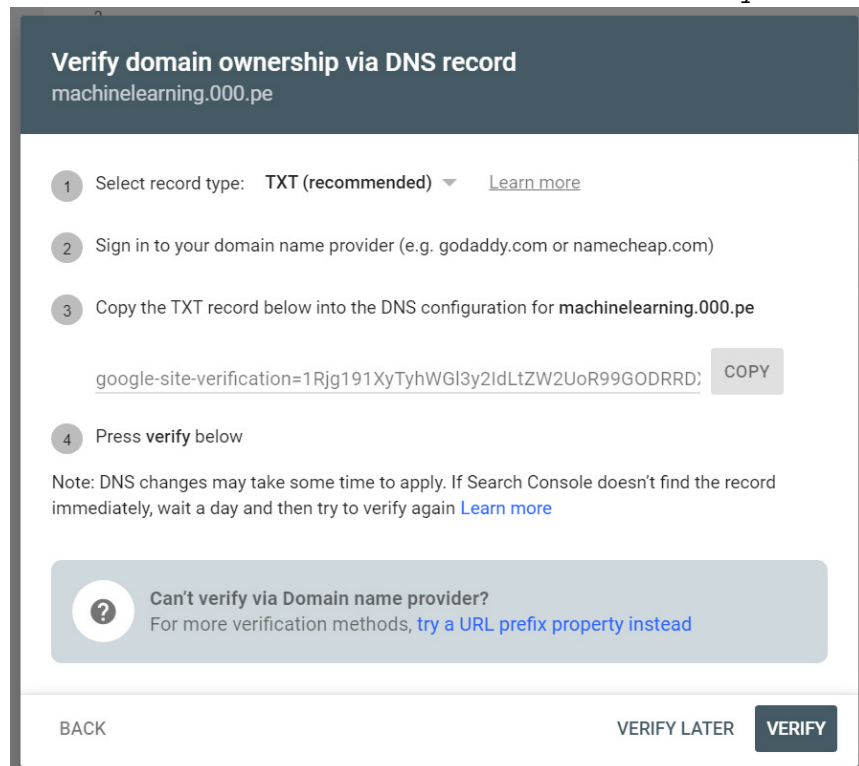 Verify domain ownership via DNS record
machinelearning.000.pe
1 Select record type: TXT (recommended) Learn more
2 Sign in to your domain name provider (e.g. godaddy.com or namecheap.com)
3 Copy the TXT record below into the DNS configuration for machinelearning.000.pe
google-site-verification=1Rjg191XyTyhWGl3y2IdLtZW2UoR99GODRRD COPY
4 Press verify below
Note: DNS changes may take some time to apply. If Search Console doesn't find the record
immediately, wait a day and then try to verify again Learn more
Can't verify via Domain name provider?
For more verification methods, try a URL prefix property instead
BACK VERIFY LATER VERIFY